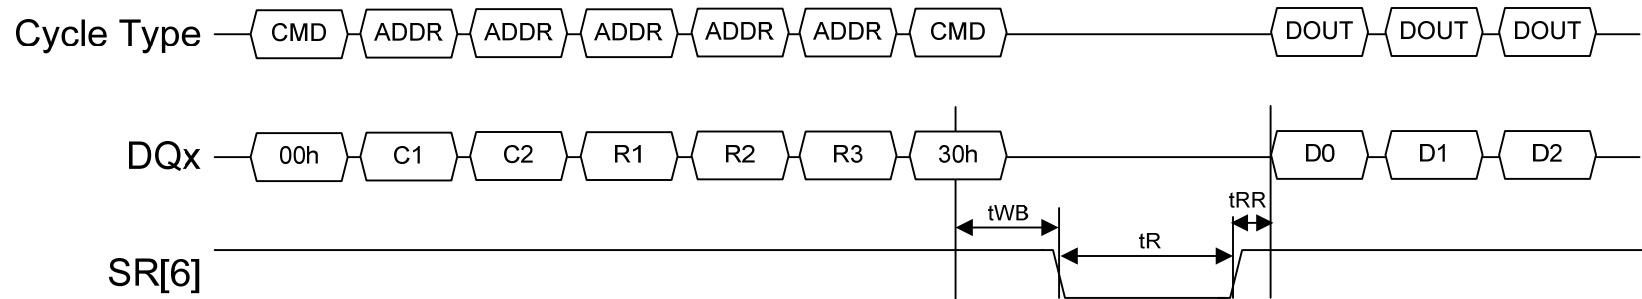 Cycle Type CMD ADDR ADDR ADDR ADDR ADDR CMD DOUT DOUT DOUT
DQx 00h C1 C2 R1 R2 R3 30h D0 D1 D2
tWB tRR
tR
SR[6]